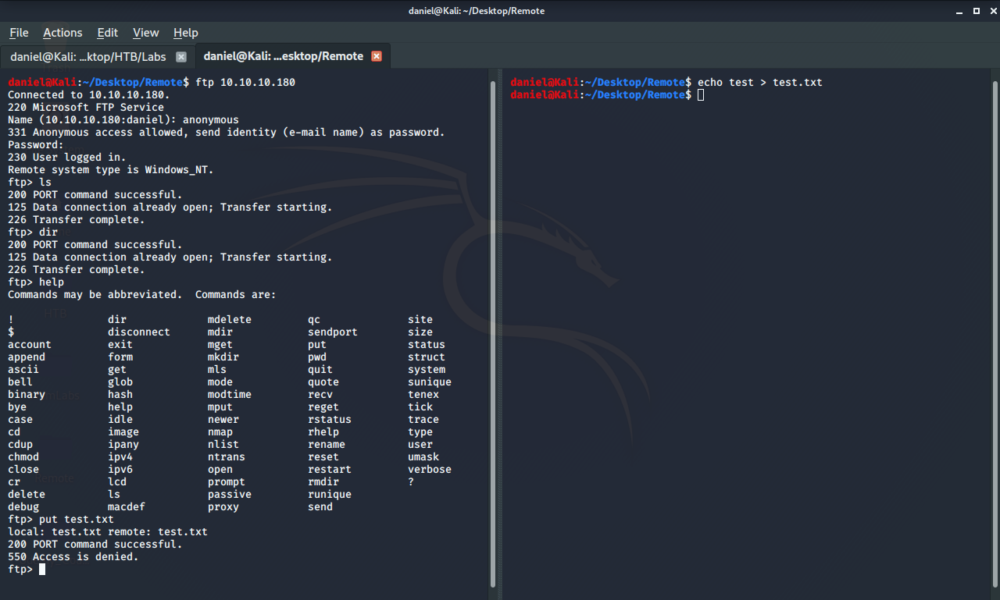 daniel@Kali: ~/Desktop/Remote
File Actions Edit View Help
daniel@Kali: ...ktop/HTB/Labs
daniel@Kali: ...esktop/Remote
daniel@Kali:~/Desktop/Remote$ ftp 10.10.10.180
Connected to 10.10.10.180.
220 Microsoft FTP Service
Name (10.10.10.180:daniel): anonymous
331 Anonymous access allowed, send identity (e-mail name) as password.
Password:
230 User logged in.
Remote system type is Windows_NT.
ftp> ls
200 PORT command successful.
125 Data connection already open; Transfer starting.
226 Transfer complete.
ftp> dir
200 PORT command successful.
125 Data connection already open; Transfer starting.
226 Transfer complete.
ftp> help
Commands may be abbreviated.  Commands are:
! dir mdelete qc site
$ disconnect mdir sendport size
account exit mget put status
append form mkdir pwd struct
ascii get mls quit system
bell glob mode quote sunique
binary hash modtime recv tenex
bye help mput reget tick
case idle newer rstatus trace
cd image nmap rhelp type
cdup ipany nlist rename user
chmod ipv4 ntrans reset umask
close ipv6 open restart verbose
cr lcd prompt rmdir ?
delete ls passive runique
debug macdef proxy send
ftp> put test.txt
local: test.txt remote: test.txt
200 PORT command successful.
550 Access is denied.
ftp>
daniel@Kali:~/Desktop/Remote$ echo test > test.txt
daniel@Kali:~/Desktop/Remote$
HTB